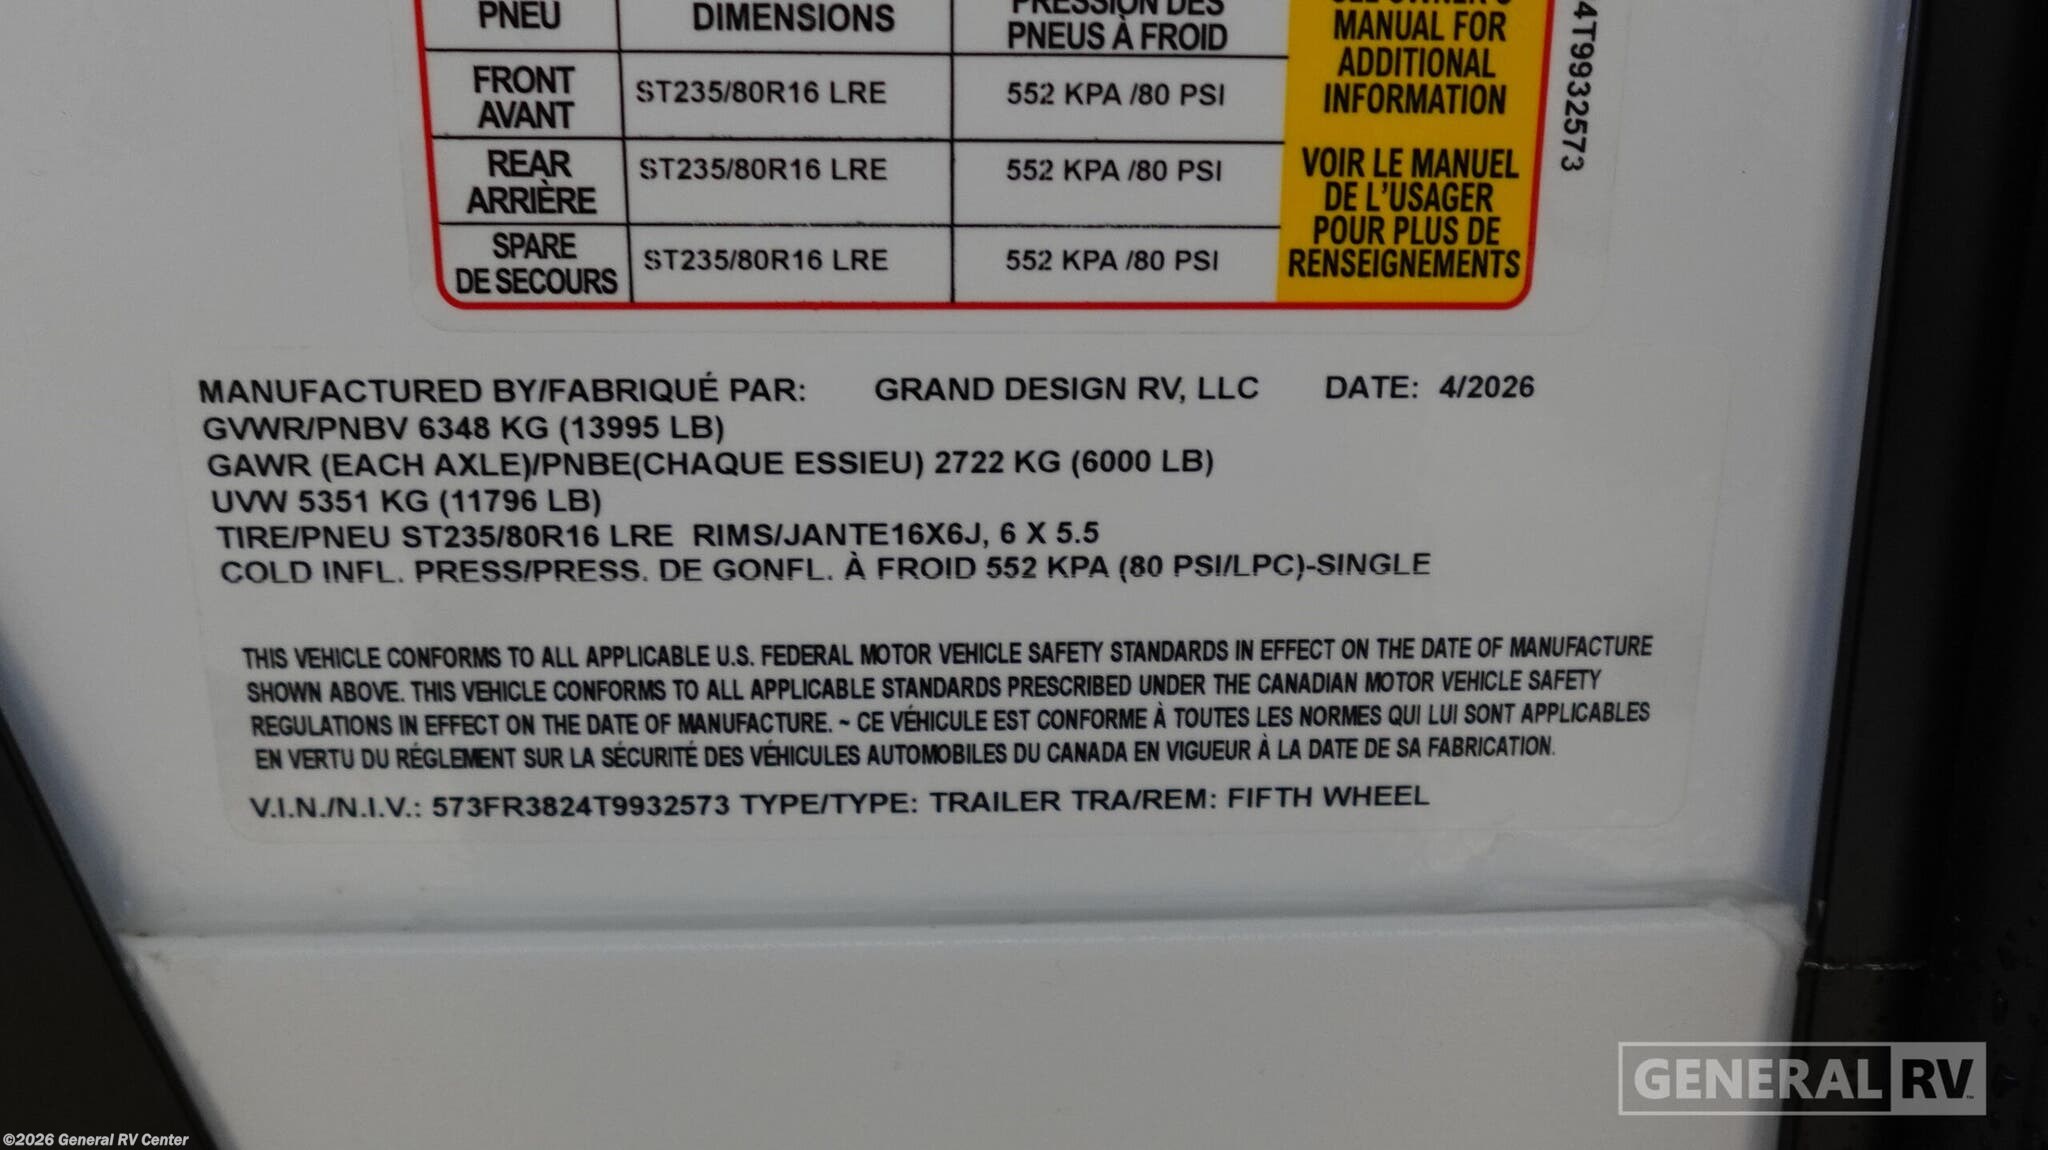 PNEU DIMENSIONS PRESSION DES
PNEUS À FROID
SEE OWNER'S
MANUAL FOR
ADDITIONAL
INFORMATION
FRONT
AVANT
ST235/80R16 LRE 552 KPA /80 PSI
REAR
ARRIÈRE
ST235/80R16 LRE 552 KPA /80 PSI
SPARE
DE SECOURS
ST235/80R16 LRE 552 KPA /80 PSI
VOIR LE MANUEL
DE L'USAGER
POUR PLUS DE
RENSEIGNEMENTS
4T9932573
MANUFACTURED BY/FABRIQUÉ PAR: GRAND DESIGN RV, LLC DATE: 4/2026
GVWR/PNBV 6348 KG (13995 LB)
GAWR (EACH AXLE)/PNBE(CHAQUE ESSIEU) 2722 KG (6000 LB)
UVW 5351 KG (11796 LB)
TIRE/PNEU ST235/80R16 LRE RIMS/JANTE16X6J, 6 X 5.5
COLD INFL. PRESS/PRESS. DE GONFL. À FROID 552 KPA (80 PSI/LPC)-SINGLE
THIS VEHICLE CONFORMS TO ALL APPLICABLE U.S. FEDERAL MOTOR VEHICLE SAFETY STANDARDS IN EFFECT ON THE DATE OF MANUFACTURE
SHOWN ABOVE. THIS VEHICLE CONFORMS TO ALL APPLICABLE STANDARDS PRESCRIBED UNDER THE CANADIAN MOTOR VEHICLE SAFETY
REGULATIONS IN EFFECT ON THE DATE OF MANUFACTURE. ~ CE VÉHICULE EST CONFORME À TOUTES LES NORMES QUI LUI SONT APPLICABLES
EN VERTU DU RÉGLEMENT SUR LA SÉCURITÉ DES VÉHICULES AUTOMOBILES DU CANADA EN VIGUEUR À LA DATE DE SA FABRICATION.
V.I.N./N.I.V.: 573FR3824T9932573 TYPE/TYPE: TRAILER TRA/REM: FIFTH WHEEL
GENERAL RV™
©2026 General RV Center